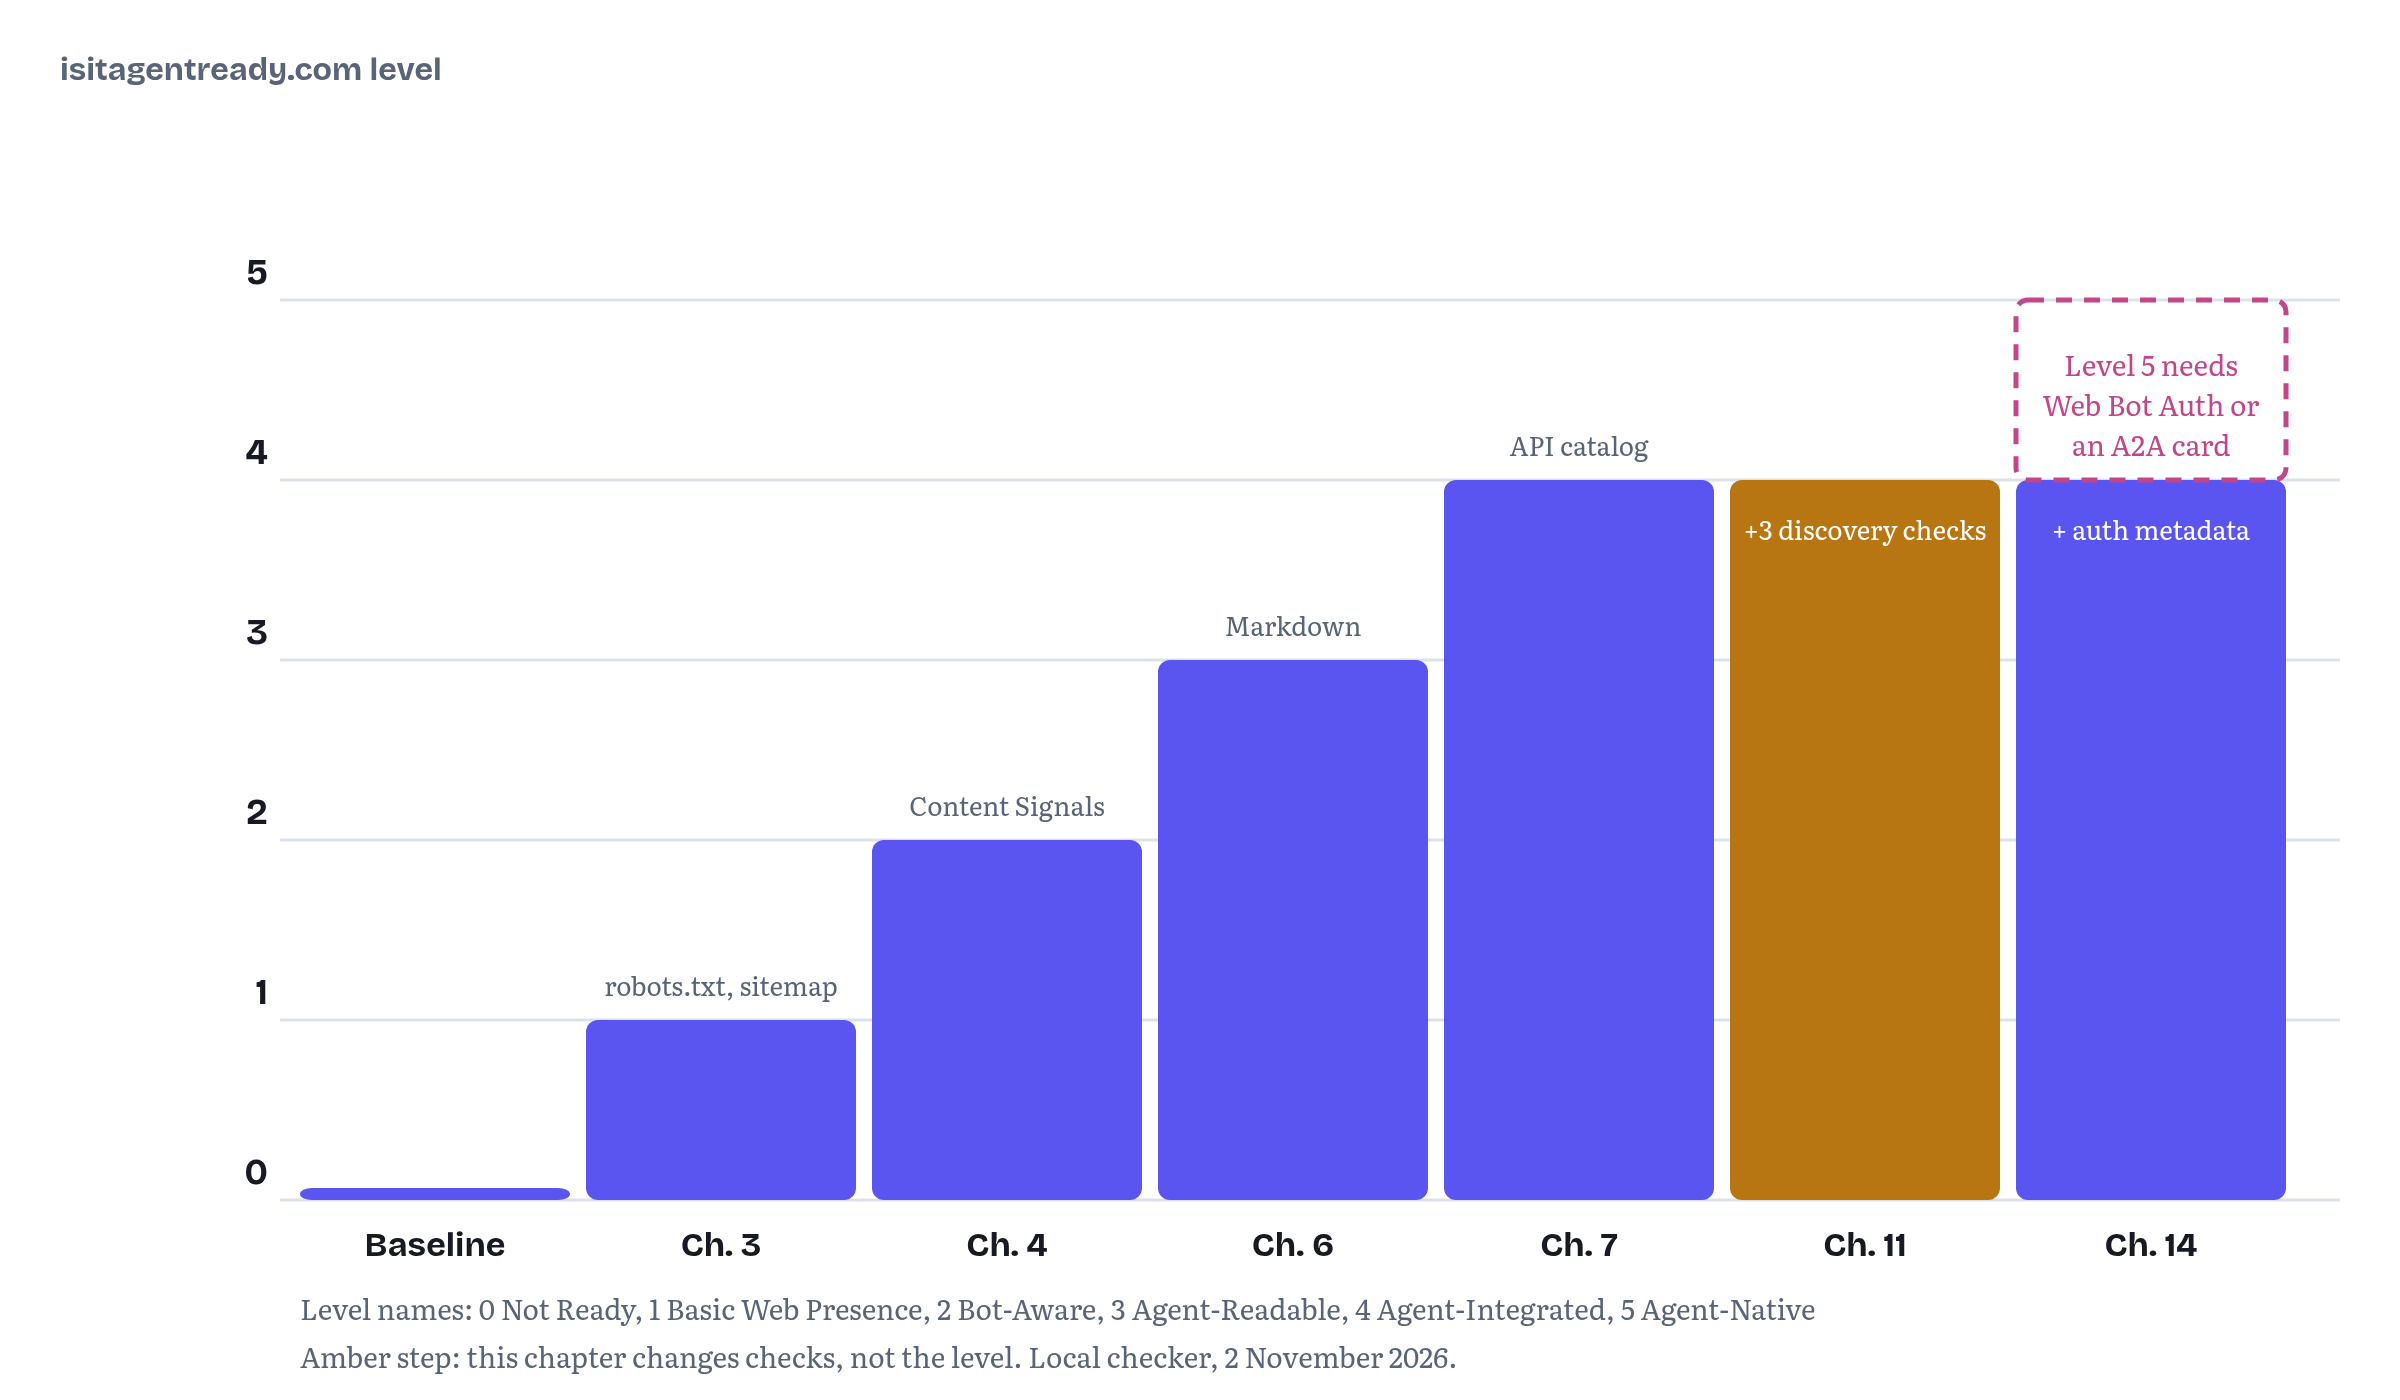 isitagentready.com level
5
Level 5 needs
Web Bot Auth or
an A2A card
4
API catalog
+3 discovery checks
+ auth metadata
3
Markdown
2
Content Signals
1
robots.txt, sitemap
0
Baseline
Ch. 3
Ch. 4
Ch. 6
Ch. 7
Ch. 11
Ch. 14
Level names: 0 Not Ready, 1 Basic Web Presence, 2 Bot-Aware, 3 Agent-Readable, 4 Agent-Integrated, 5 Agent-Native
Amber step: this chapter changes checks, not the level. Local checker, 2 November 2026.